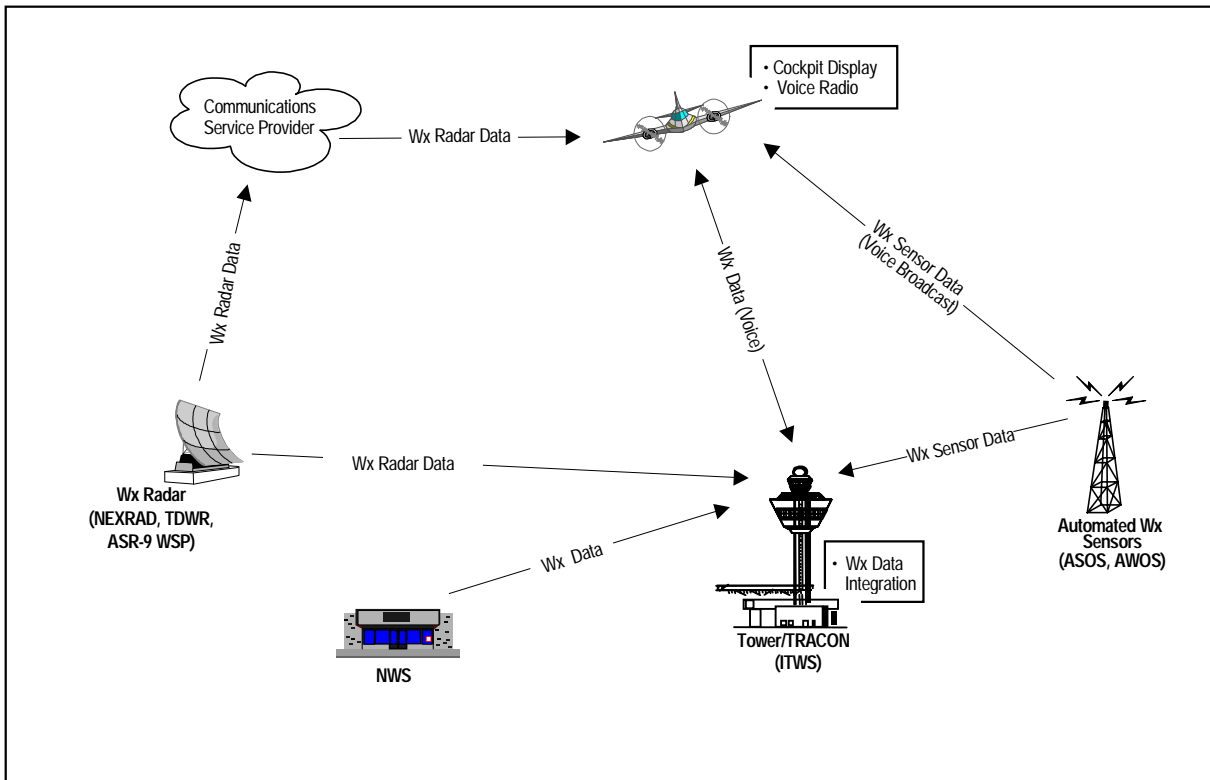 • Cockpit Display
• Voice Radio
Communications
Service Provider
Wx Radar Data
Wx Radar Data
Wx Data (Voice)
Wx Sensor Data
(Voice Broadcast)
Wx Radar Data
Wx Sensor Data
Wx Radar
(NEXRAD, TDWR,
ASR-9 WSP)
Automated Wx
Sensors
(ASOS, AWOS)
Wx Data
• Wx Data
Integration
NWS
Tower/TRACON
(ITWS)